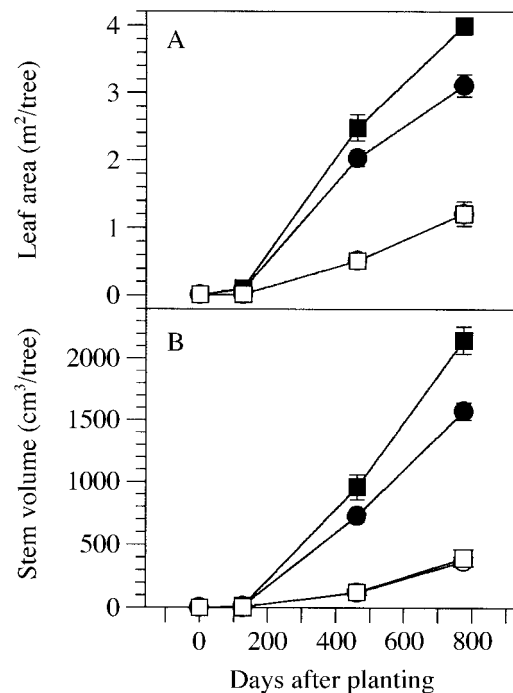 A
Leaf area (m²/tree)
4
3
2
1
0
B
Stem volume (cm³/tree)
2000
1500
1000
500
0
0 200 400 600 800
Days after planting